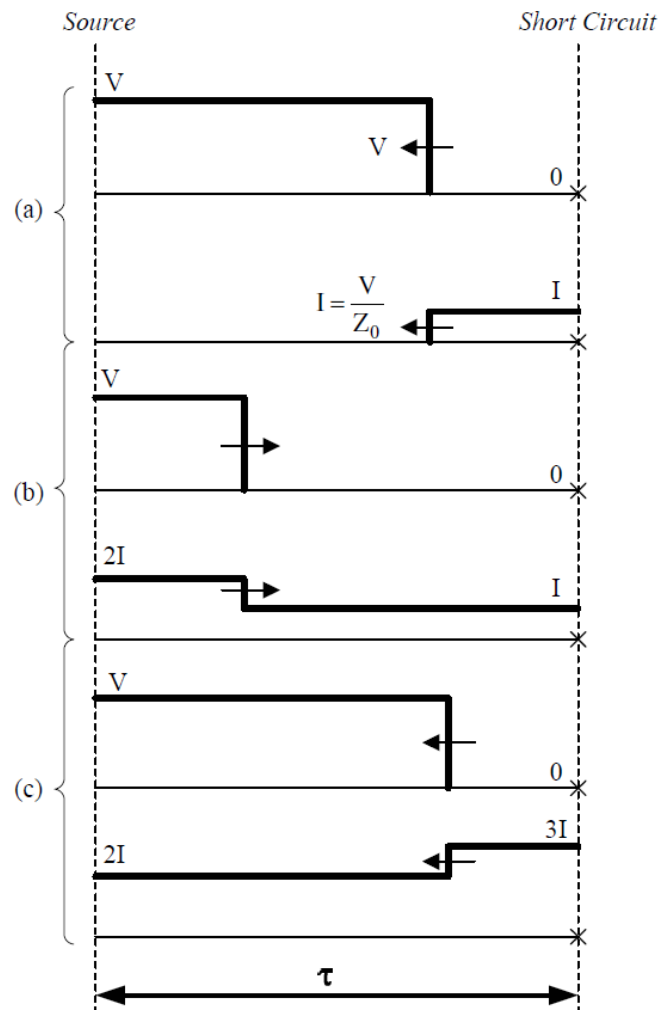 Source Short Circuit
V
V
0
(a)
I = V/Z₀
I
V
0
(b)
2I
I
V
0
(c)
3I
2I
τ